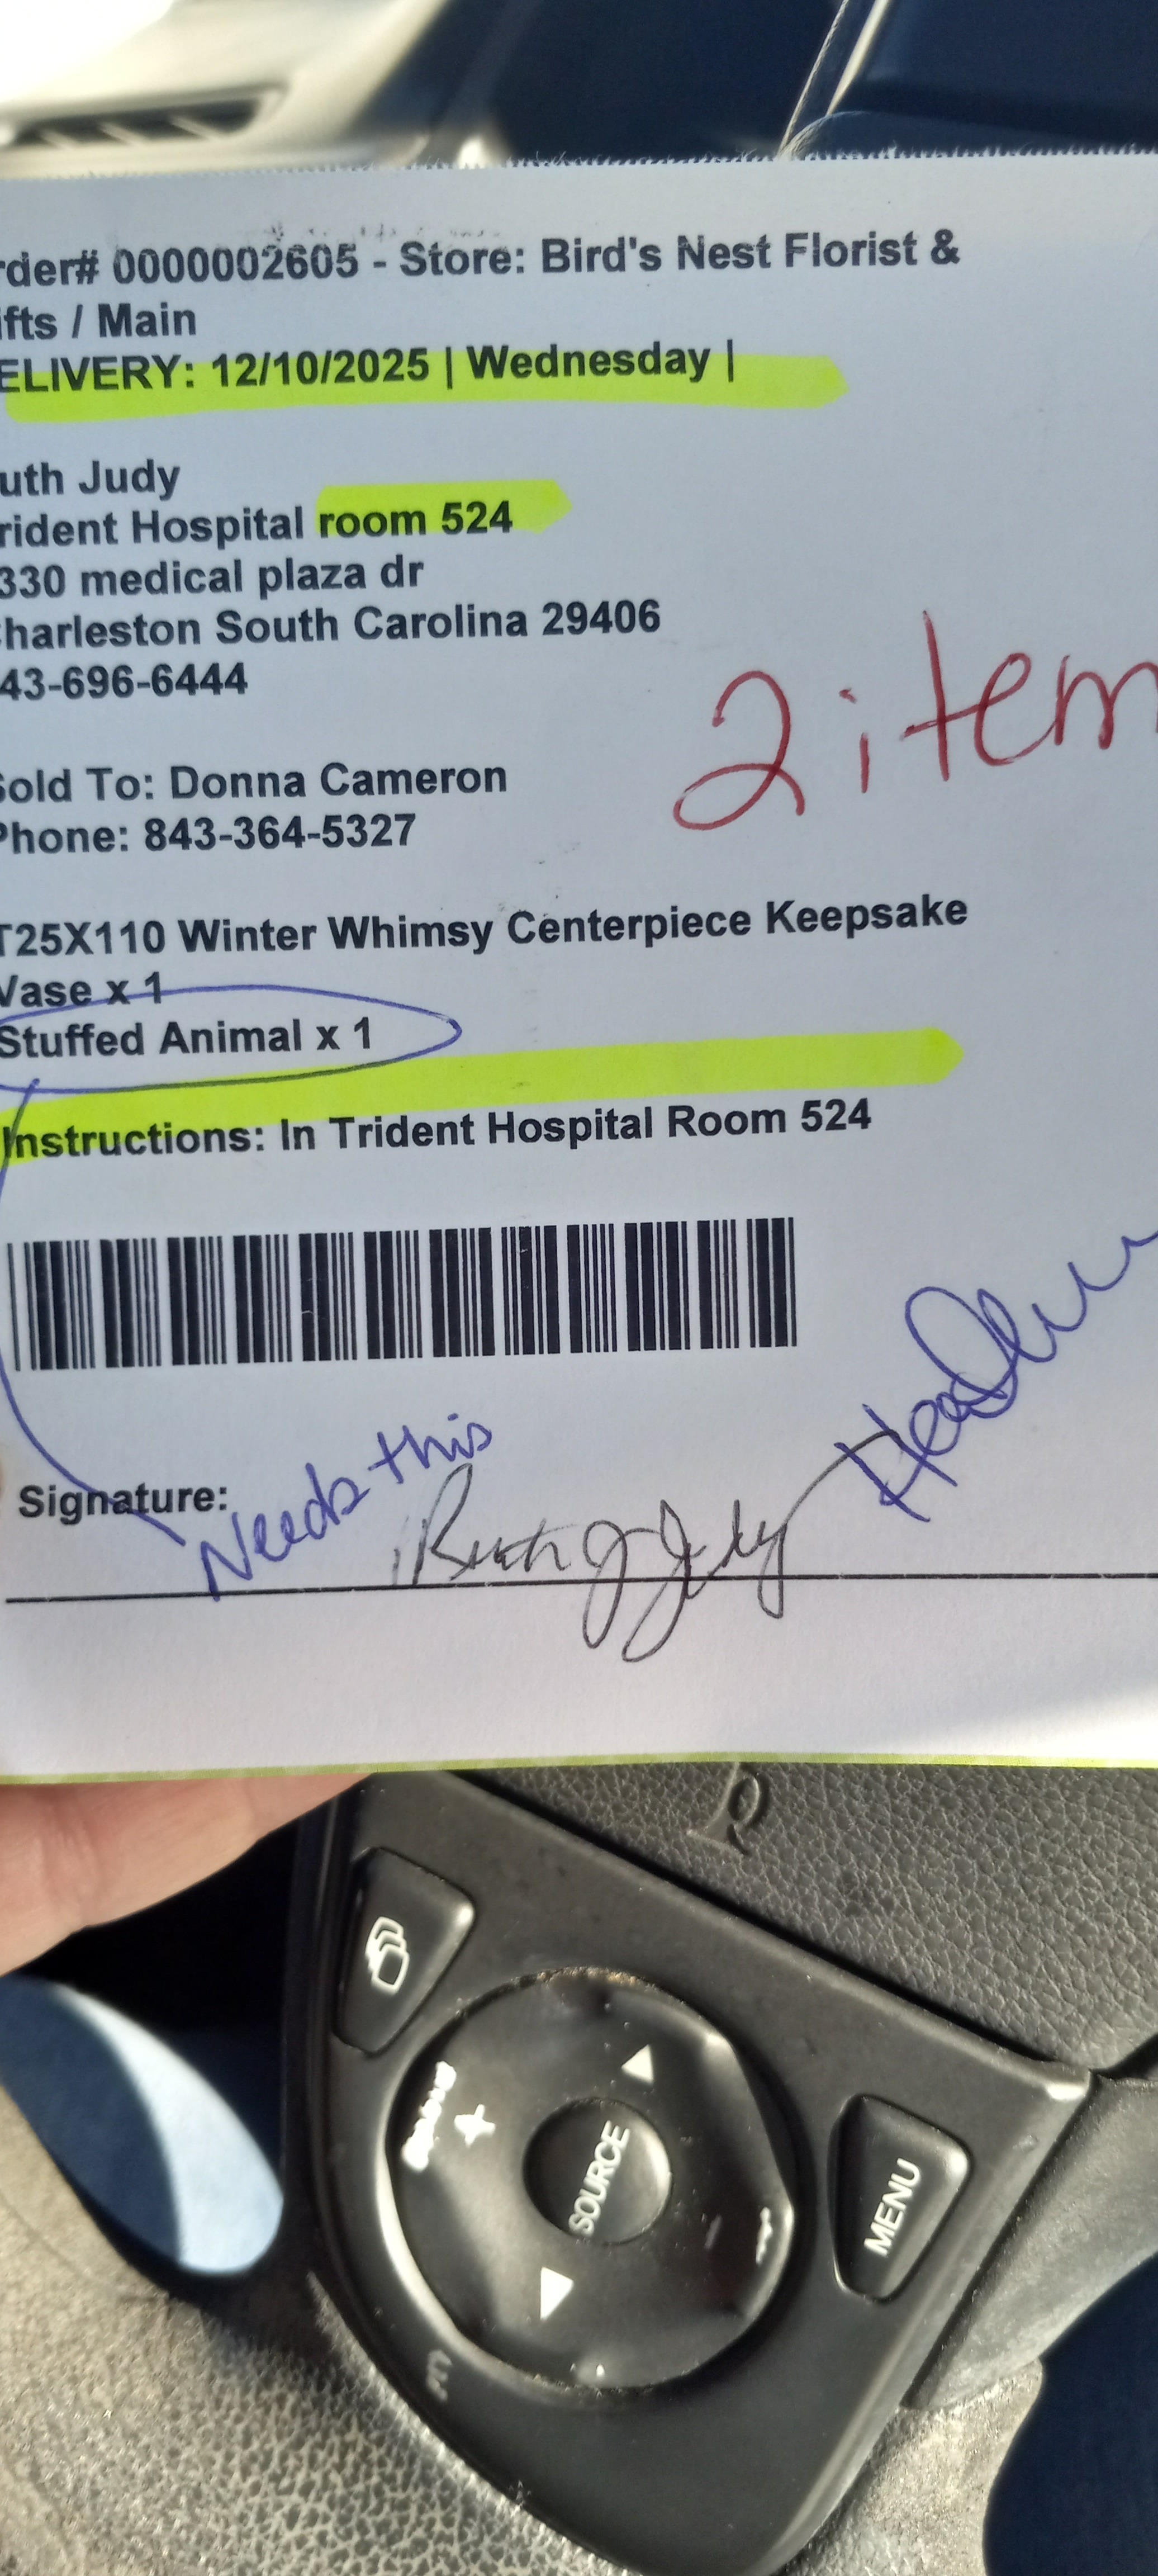 rder# 0000002605 - Store: Bird's Nest Florist &
ifts / Main
ELIVERY: 12/10/2025 | Wednesday |
uth Judy
rident Hospital room 524
330 medical plaza dr
harleston South Carolina 29406
43-696-6444
2 item
Sold To: Donna Cameron
Phone: 843-364-5327
T25X110 Winter Whimsy Centerpiece Keepsake
Vase x 1
Stuffed Animal x 1
Instructions: In Trident Hospital Room 524
Signature:
Needs this
Ruth J Judy
SOURCE
MENU